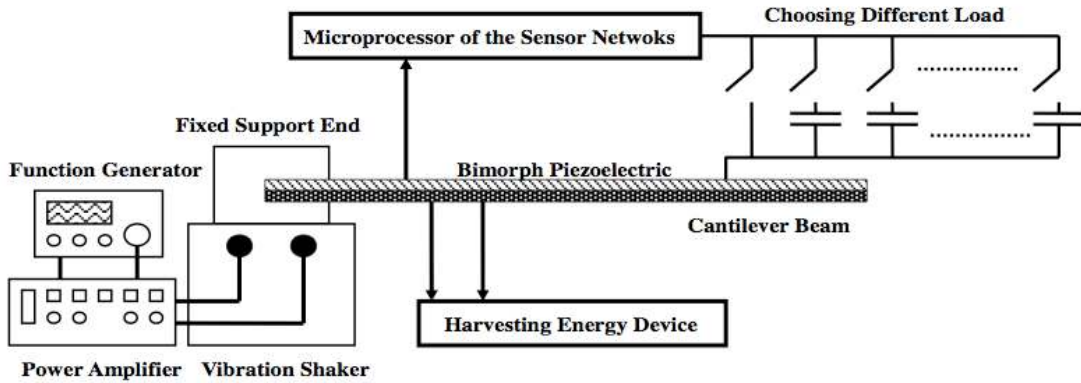 Choosing Different Load
Microprocessor of the Sensor Netwoks
Fixed Support End
Function Generator
Bimorph Piezoelectric
Cantilever Beam
Harvesting Energy Device
Power Amplifier
Vibration Shaker